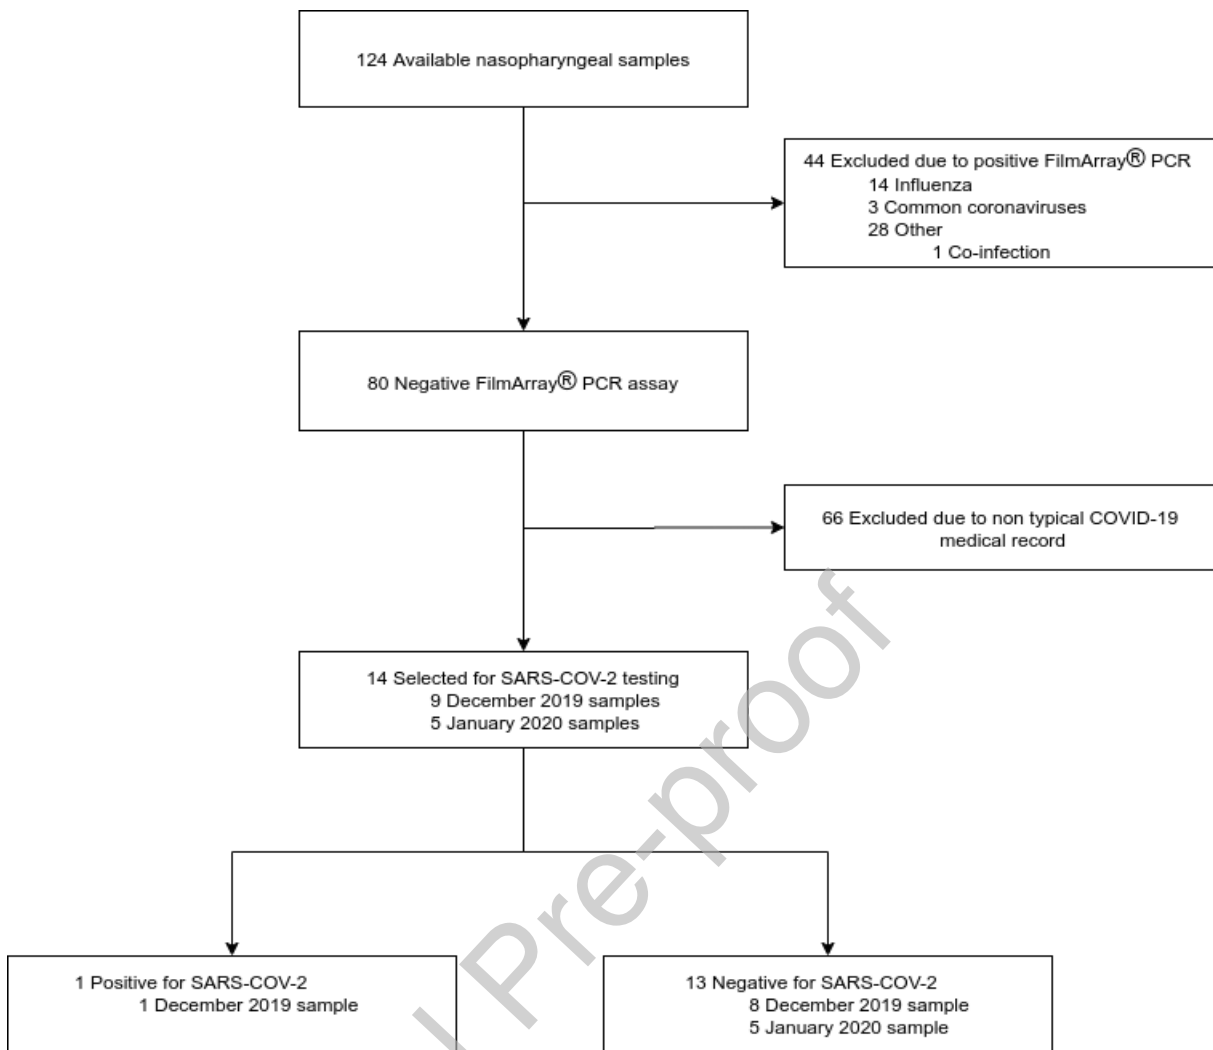 124 Available nasopharyngeal samples
44 Excluded due to positive FilmArray® PCR
14 Influenza
3 Common coronaviruses
28 Other
1 Co-infection
80 Negative FilmArray® PCR assay
66 Excluded due to non typical COVID-19
medical record
14 Selected for SARS-COV-2 testing
9 December 2019 samples
5 January 2020 samples
1 Positive for SARS-COV-2
1 December 2019 sample
13 Negative for SARS-COV-2
8 December 2019 sample
5 January 2020 sample
Pre-proof